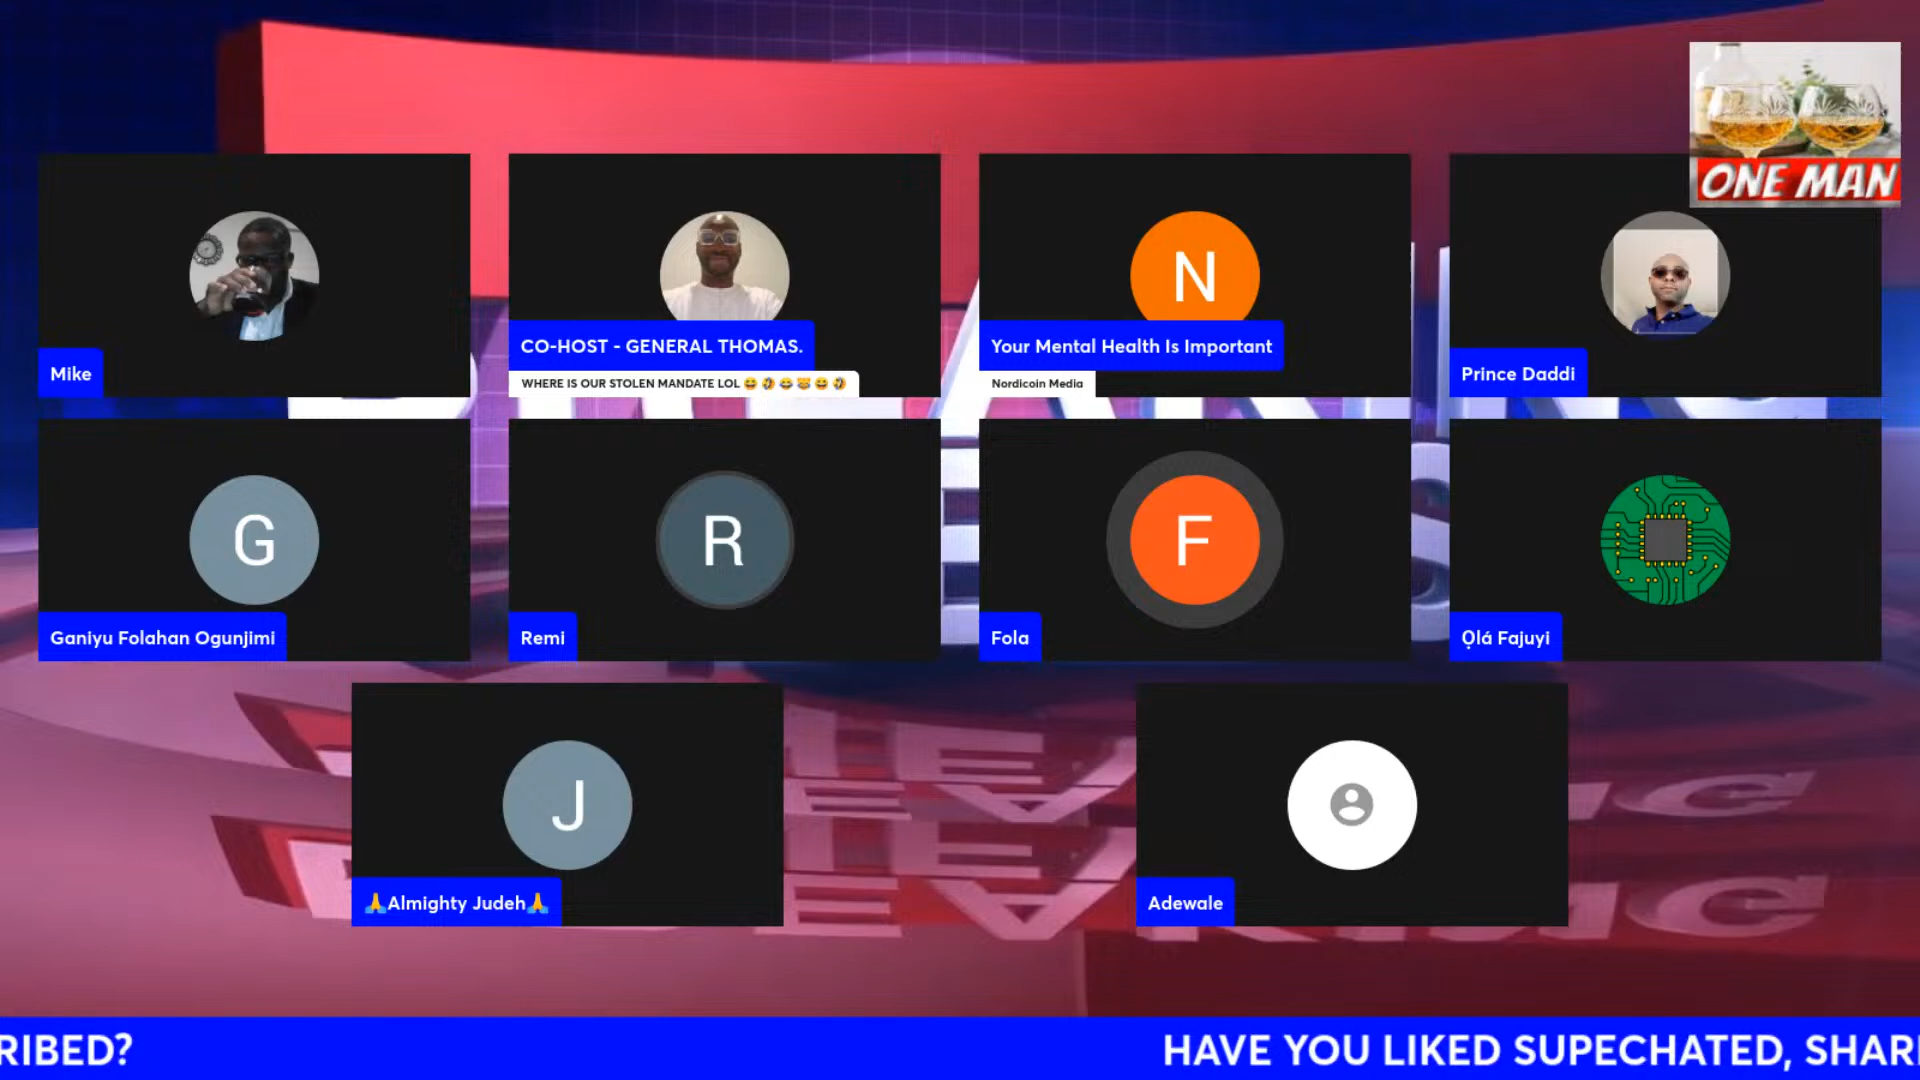 ONE MAN
N
Mike
CO-HOST - GENERAL THOMAS.
WHERE IS OUR STOLEN MANDATE LOL 😄 🤣 😂 😹 😄 🤣
Your Mental Health Is Important
Nordicoin Media
Prince Daddi
G
R
F
Ganiyu Folahan Ogunjimi
Remi
Fola
Ọlá Fajuyi
J
🙏Almighty Judeh🙏
Adewale
RIBED?
HAVE YOU LIKED SUPECHATED, SHAR